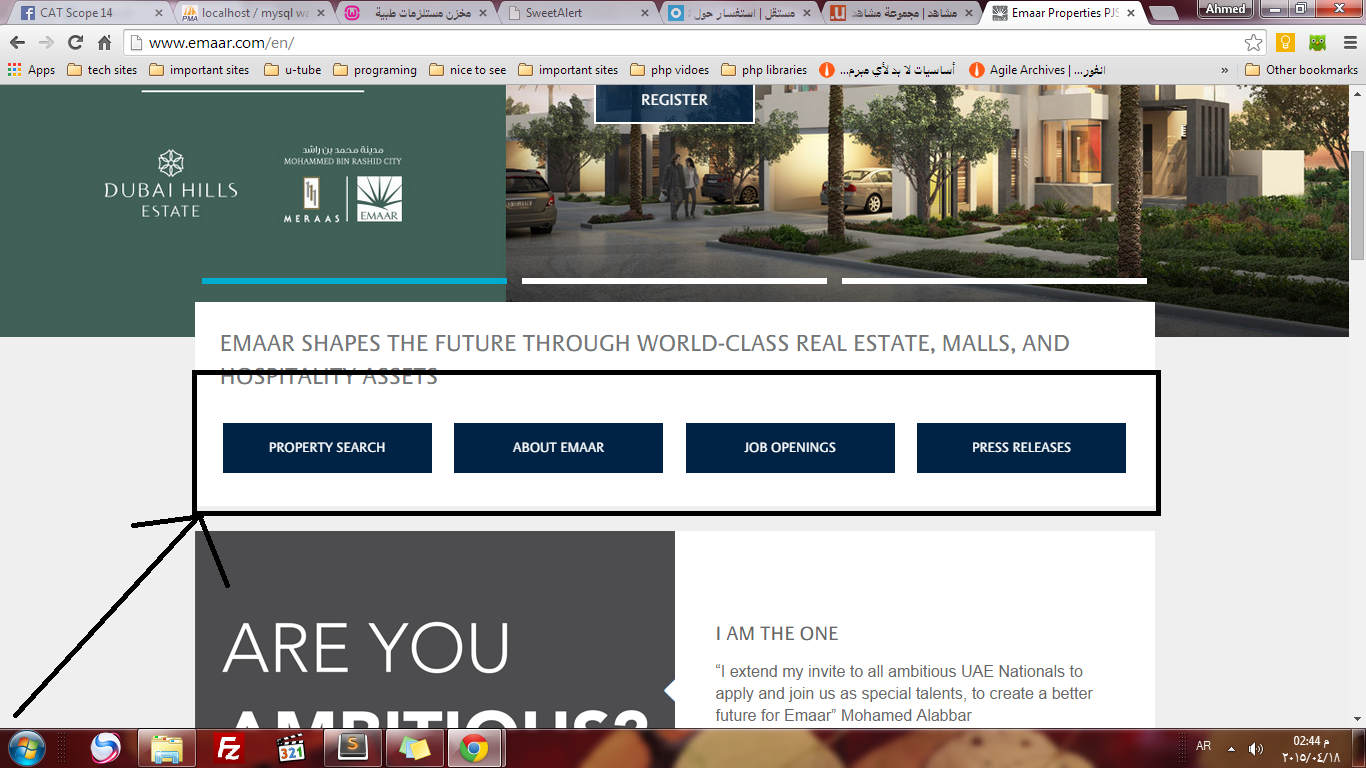 CAT Scope 14
localhost / mysql wa
مخزن مستلزمات طبية
SweetAlert
مستقل | استفسار حول
مشاهد | مجموعة مشاهد
Emaar Properties PJS
Ahmed
www.emaar.com/en/
Apps
tech sites
important sites
u-tube
programing
nice to see
important sites
php vidoes
php libraries
أساسيات لا بد لأي مبرم...
Agile Archives | انفور...
»
Other bookmarks
REGISTER
مدينة محمد بن راشد
MOHAMMED BIN RASHID CITY
DUBAI HILLS
ESTATE
MERAAS
EMAAR
EMAAR SHAPES THE FUTURE THROUGH WORLD-CLASS REAL ESTATE, MALLS, AND
HOSPITALITY ASSETS
PROPERTY SEARCH
ABOUT EMAAR
JOB OPENINGS
PRESS RELEASES
ARE YOU
AMBITIOUS?
I AM THE ONE
“I extend my invite to all ambitious UAE Nationals to
apply and join us as special talents, to create a better
future for Emaar” Mohamed Alabbar
321
AR
02:44 م
٢٠١٥/٠٤/١٨